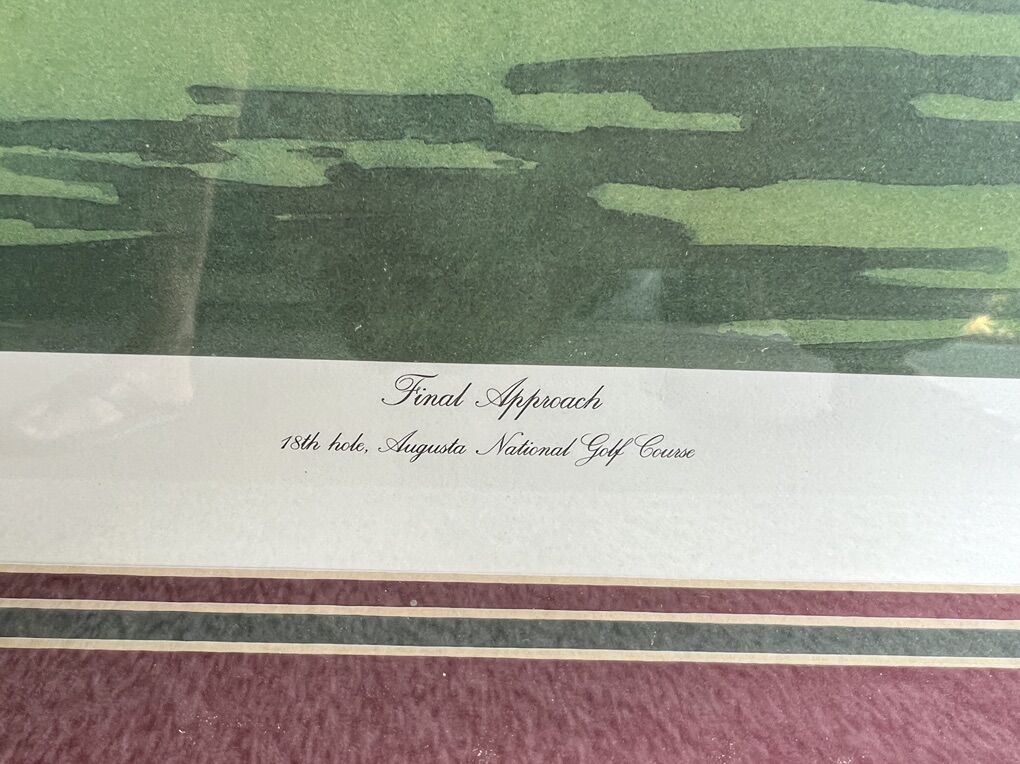 Final Approach
18th hole, Augusta National Golf Course